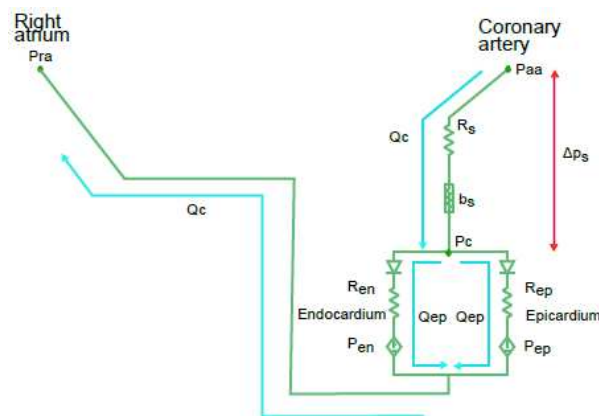 Right
atrium
Pra
Coronary
artery
Paa
Rs
Qc
Δps
bs
Qc
Pc
Ren
Rep
Endocardium
Qep Qep
Epicardium
Pen
Pep